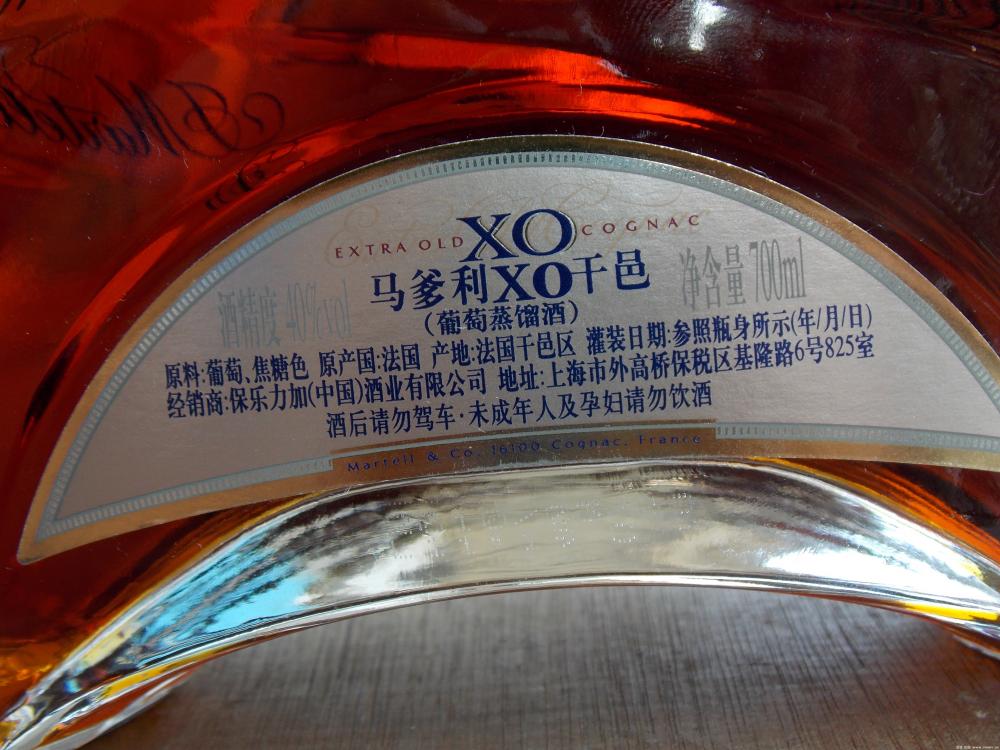 J Martell
EXTRA OLD XO COGNAC
马爹利XO干邑
酒精度 40%vol
净含量 700ml
(葡萄蒸馏酒)
原料:葡萄、焦糖色 原产国:法国 产地:法国干邑区 灌装日期:参照瓶身所示(年/月/日)
经销商:保乐力加(中国)酒业有限公司 地址:上海市外高桥保税区基隆路6号825室
酒后请勿驾车·未成年人及孕妇请勿饮酒
Martell & Co. 16100 Cognac. France